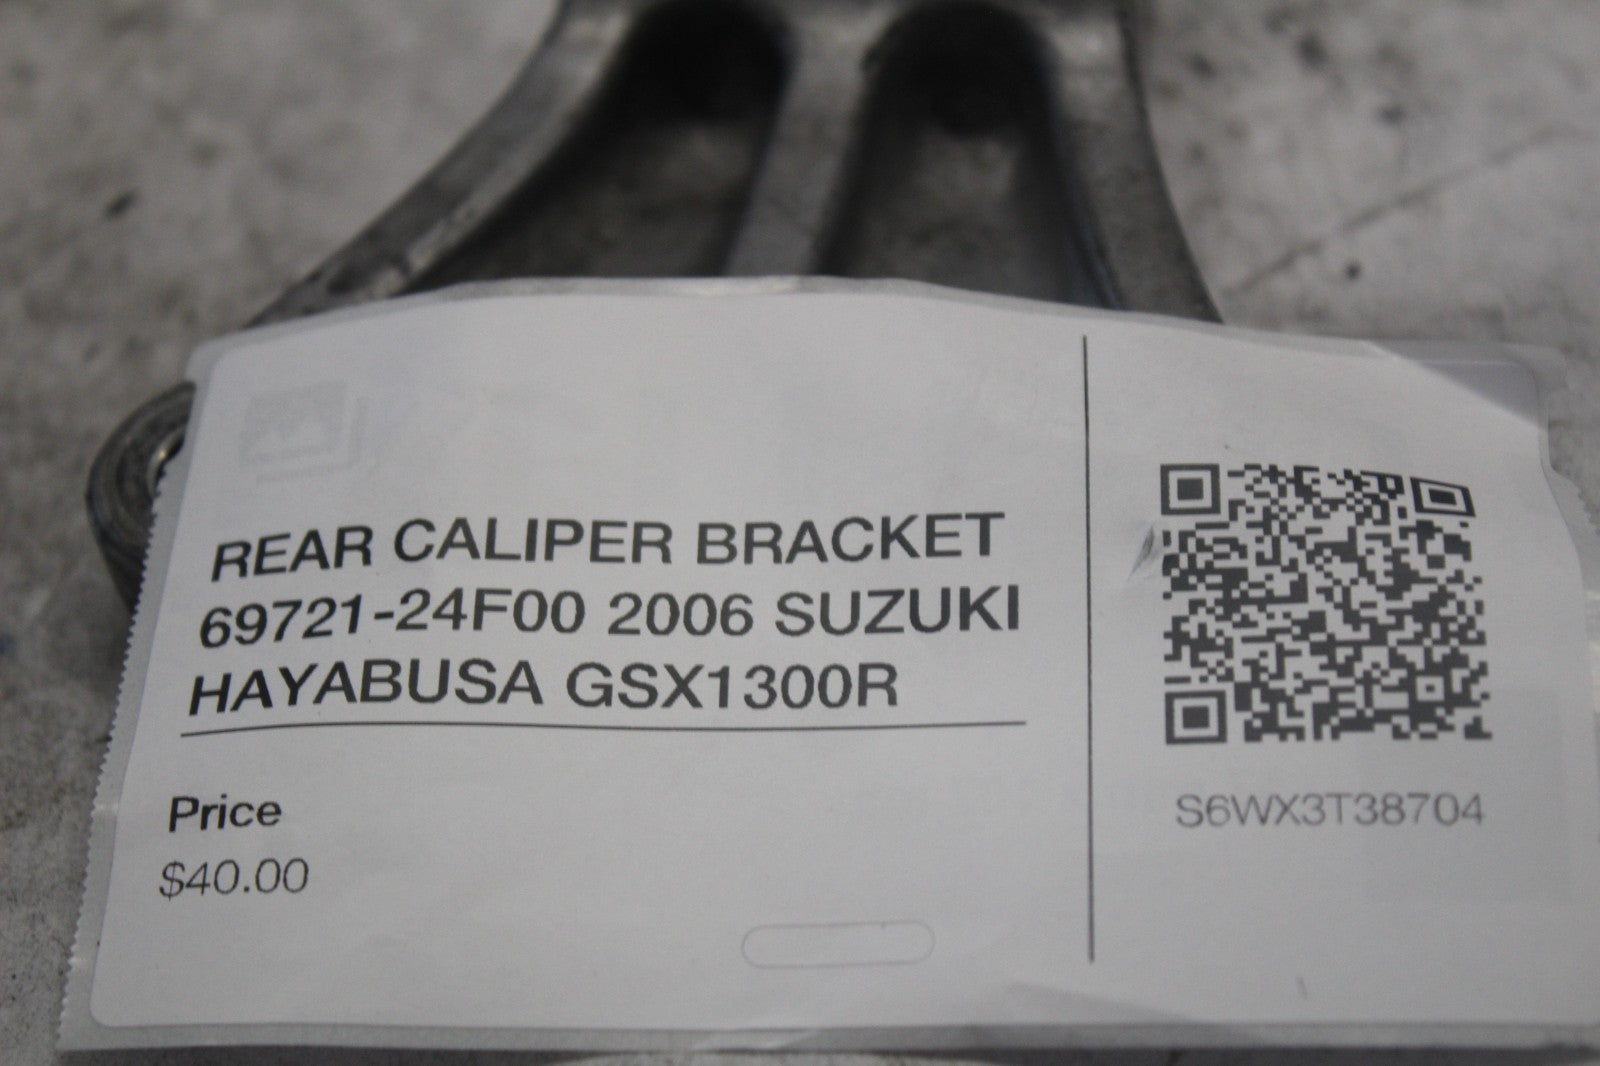 REAR CALIPER BRACKET
69721-24F00 2006 SUZUKI
HAYABUSA GSX1300R
Price
$40.00
S6WX3T38704